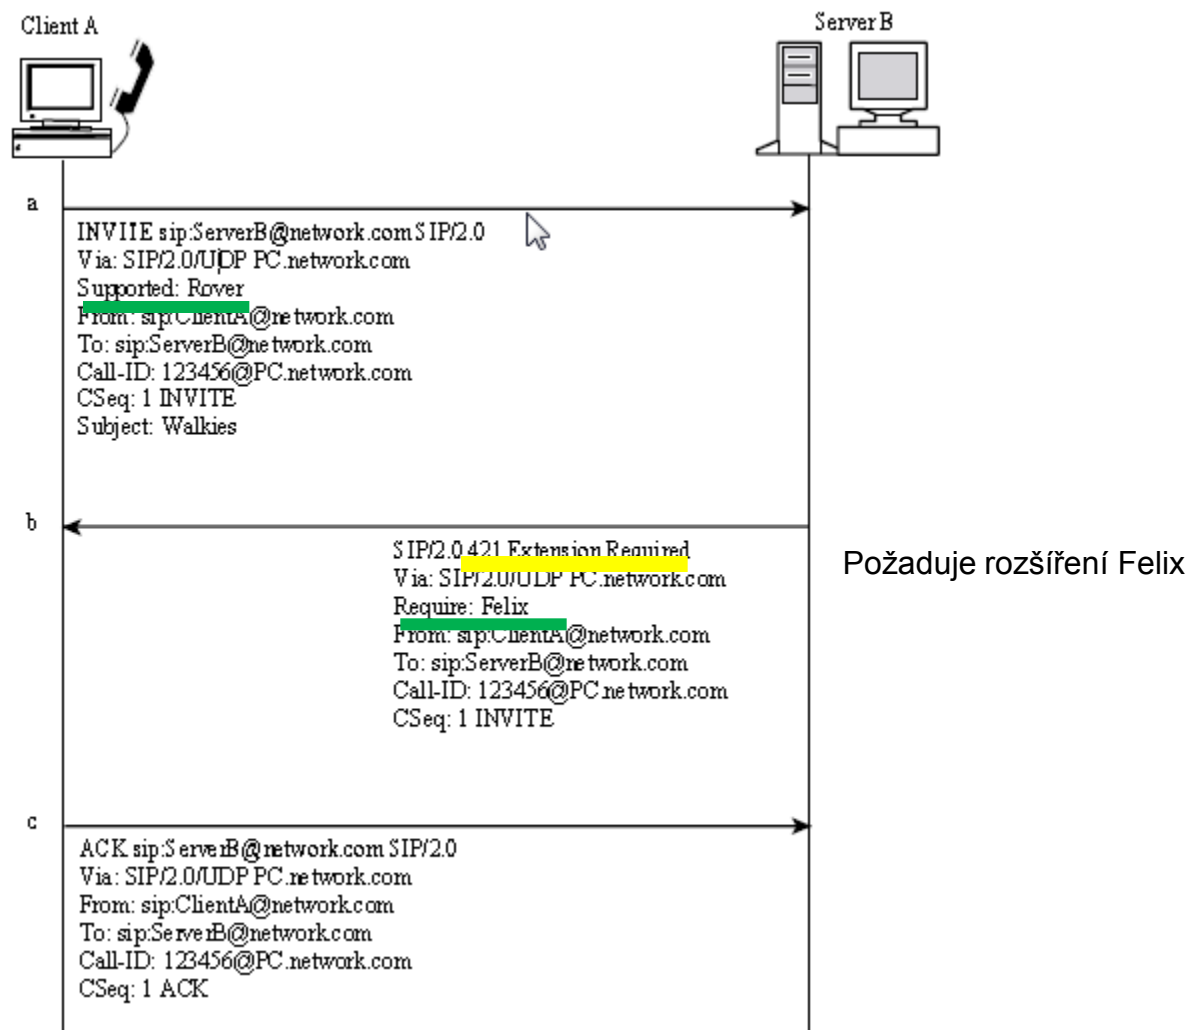 Client A
Server B
a
INVITE sip:ServerB@network.com SIP/2.0
Via: SIP/2.0/UDP PC.network.com
Supported: Rover
From: sip:ClientA@network.com
To: sip:ServerB@network.com
Call-ID: 123456@PC.network.com
CSeq: 1 INVITE
Subject: Walkies
b
SIP/2.0 421 Extension Required
Via: SIP/2.0/UDP PC.network.com
Require: Felix
From: sip:ClientA@network.com
To: sip:ServerB@network.com
Call-ID: 123456@PC.network.com
CSeq: 1 INVITE
Požaduje rozšíření Felix
c
ACK sip:ServerB@network.com SIP/2.0
Via: SIP/2.0/UDP PC.network.com
From: sip:ClientA@network.com
To: sip:ServerB@network.com
Call-ID: 123456@PC.network.com
CSeq: 1 ACK